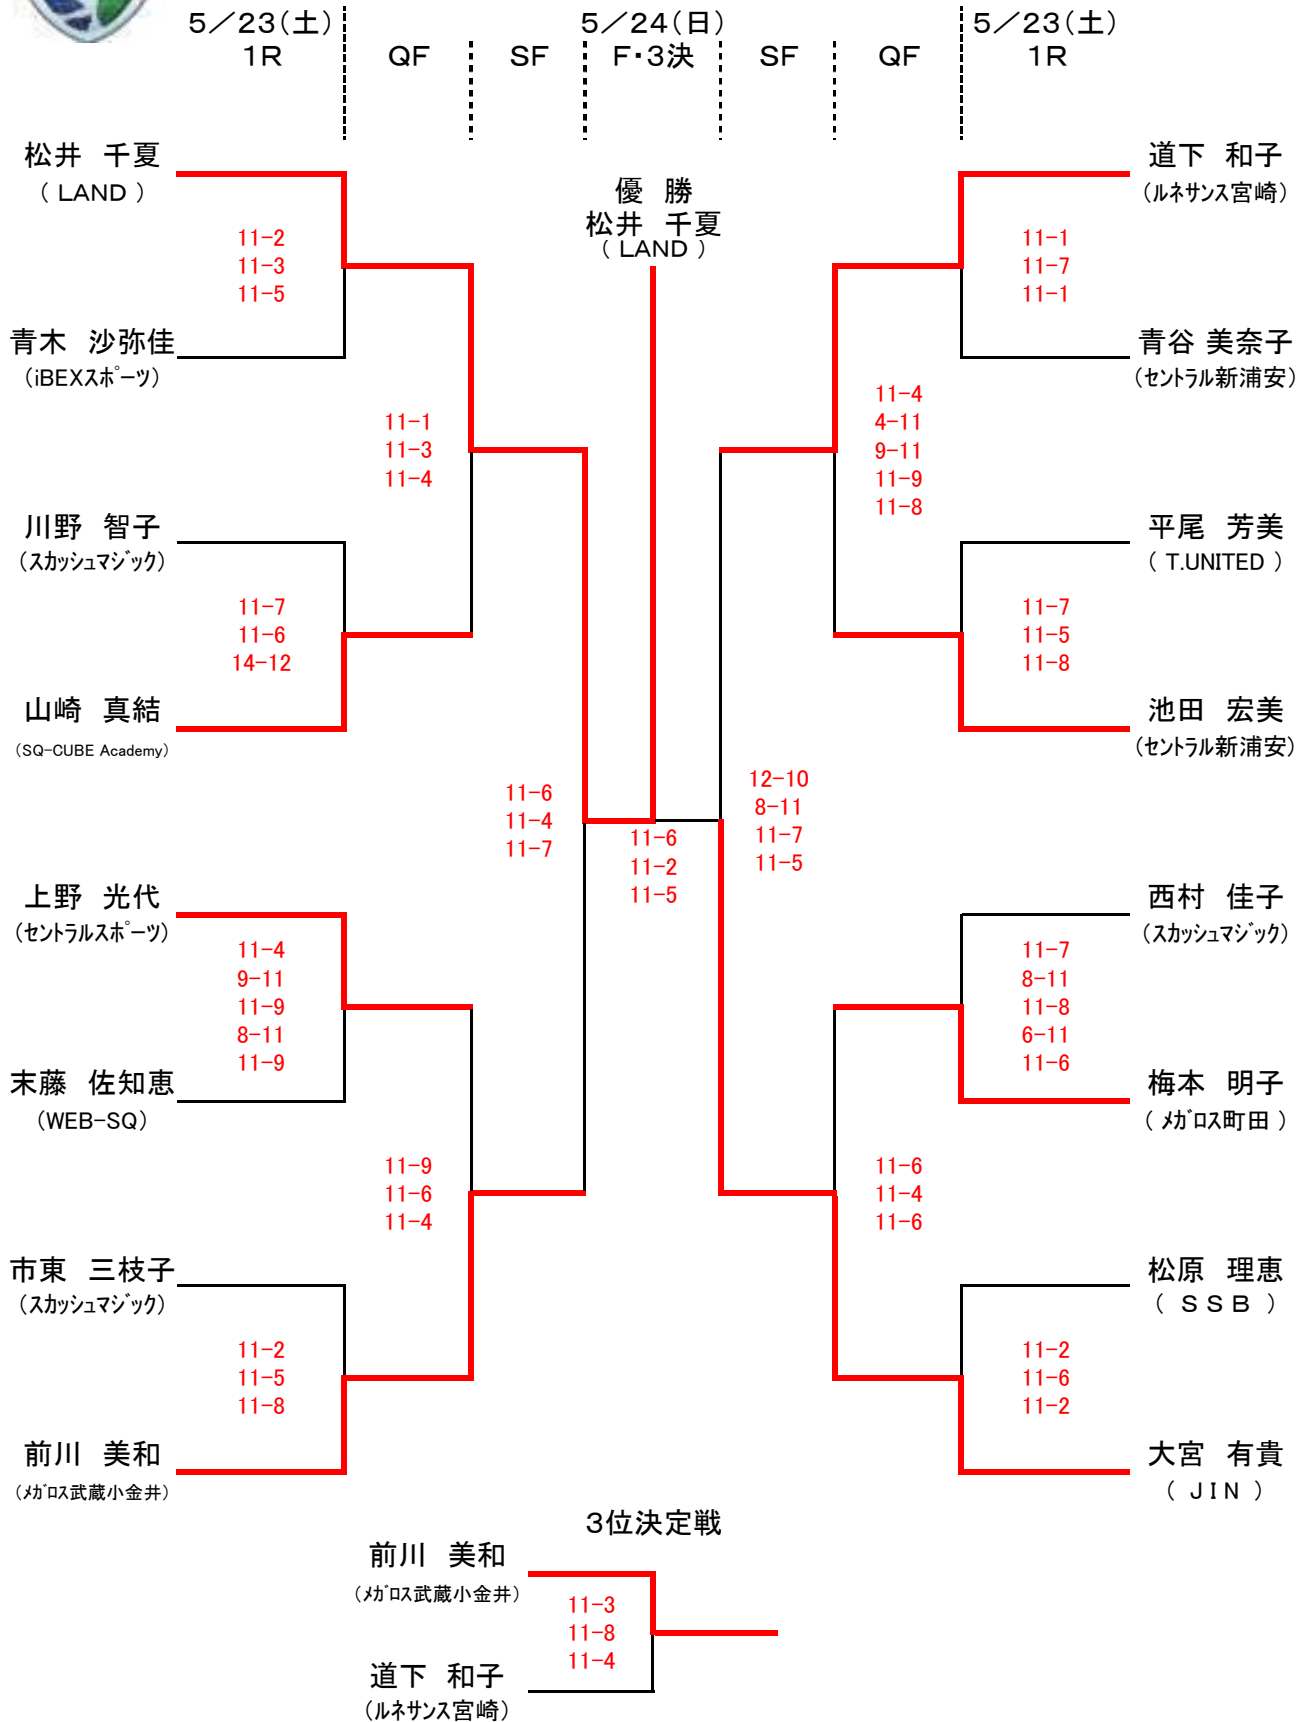 5／23(土)
1R
QF
SF
5／24(日)
F・3決
SF
QF
5／23(土)
1R
優　勝
松井　千夏
（ LAND ）
松井　千夏
（ LAND ）
11-2
11-3
11-5
青木　沙弥佳
（iBEXスポーツ）
11-1
11-3
11-4
川野　智子
（スカッシュマジック）
11-7
11-6
14-12
山崎　真結
（SQ-CUBE Academy）
11-6
11-4
11-7
上野　光代
（セントラルスポーツ）
11-4
9-11
11-9
8-11
11-9
末藤　佐知恵
（WEB-SQ）
11-9
11-6
11-4
市東　三枝子
（スカッシュマジック）
11-2
11-5
11-8
前川　美和
（メガロス武蔵小金井）
11-6
11-2
11-5
道下　和子
（ルネサンス宮崎）
11-1
11-7
11-1
青谷 美奈子
（セントラル新浦安）
11-4
4-11
9-11
11-9
11-8
平尾　芳美
（ T.UNITED ）
11-7
11-5
11-8
池田　宏美
（セントラル新浦安）
12-10
8-11
11-7
11-5
西村　佳子
（スカッシュマジック）
11-7
8-11
11-8
6-11
11-6
梅本　明子
（ メガロス町田 ）
11-6
11-4
11-6
松原　理恵
（ ＳＳＢ ）
11-2
11-6
11-2
大宮　有貴
（ ＪＩＮ ）
3位決定戦
前川　美和
（メガロス武蔵小金井）
11-3
11-8
11-4
道下　和子
（ルネサンス宮崎）